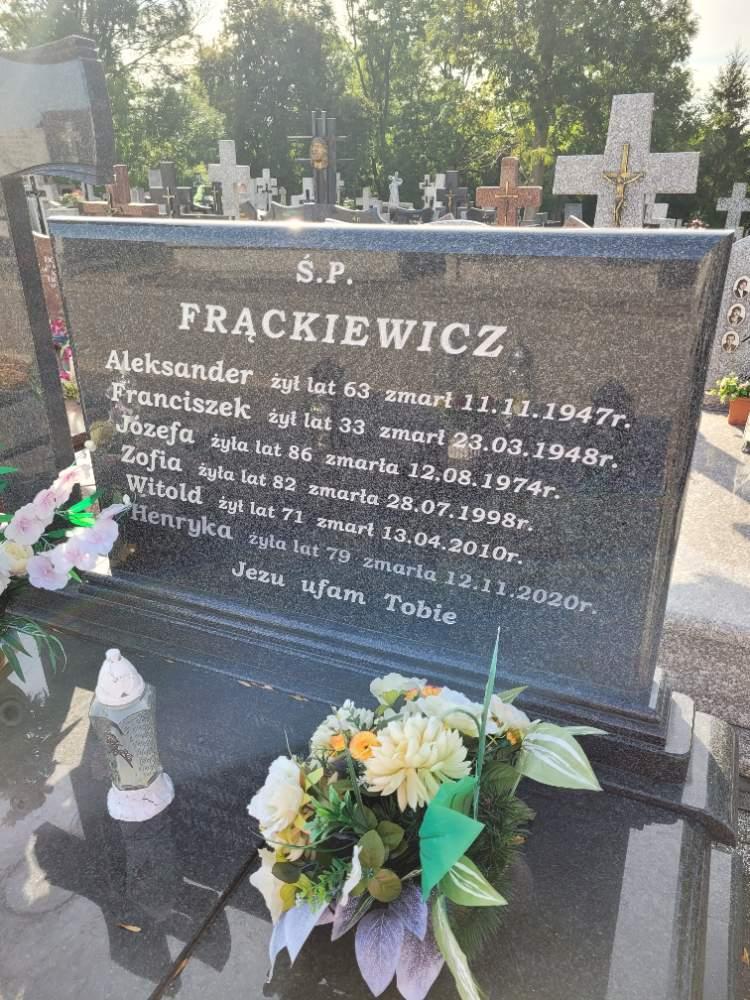 Ś.P.
FRĄCKIEWICZ
Aleksander żył lat 63 zmarł 11.11.1947r.
Franciszek żył lat 33 zmarł 23.03.1948r.
Józefa żyła lat 86 zmarła 12.08.1974r.
Zofia żyła lat 82 zmarła 28.07.1998r.
Witold żył lat 71 zmarł 13.04.2010r.
Henryka żyła lat 79 zmarła 12.11.2020r.
Jezu ufam Tobie